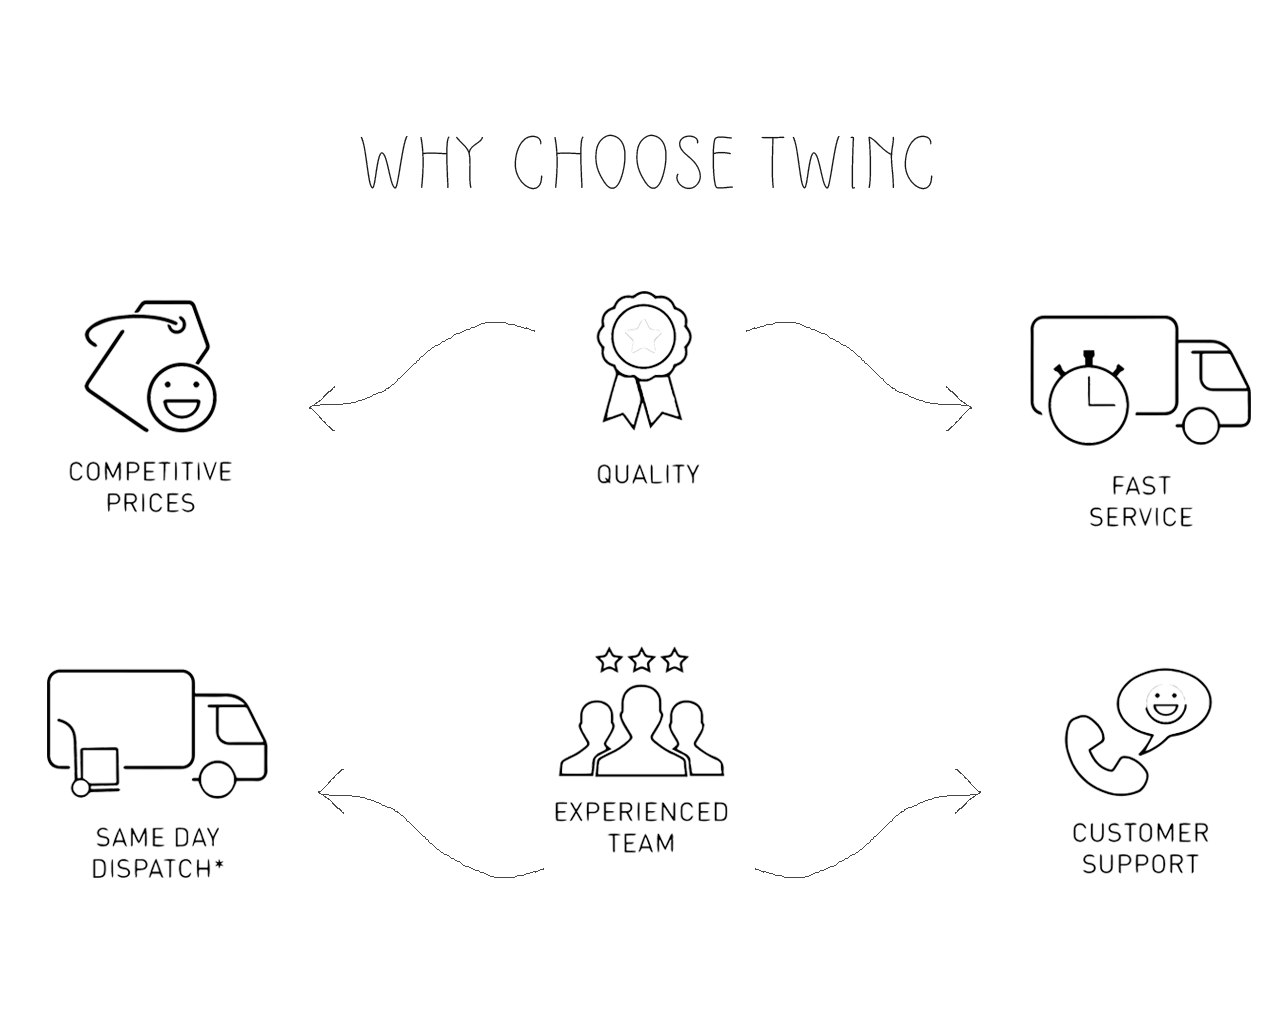 WHY CHOOSE TWINC
COMPETITIVE
PRICES
QUALITY
FAST
SERVICE
SAME DAY
DISPATCH*
EXPERIENCED
TEAM
CUSTOMER
SUPPORT